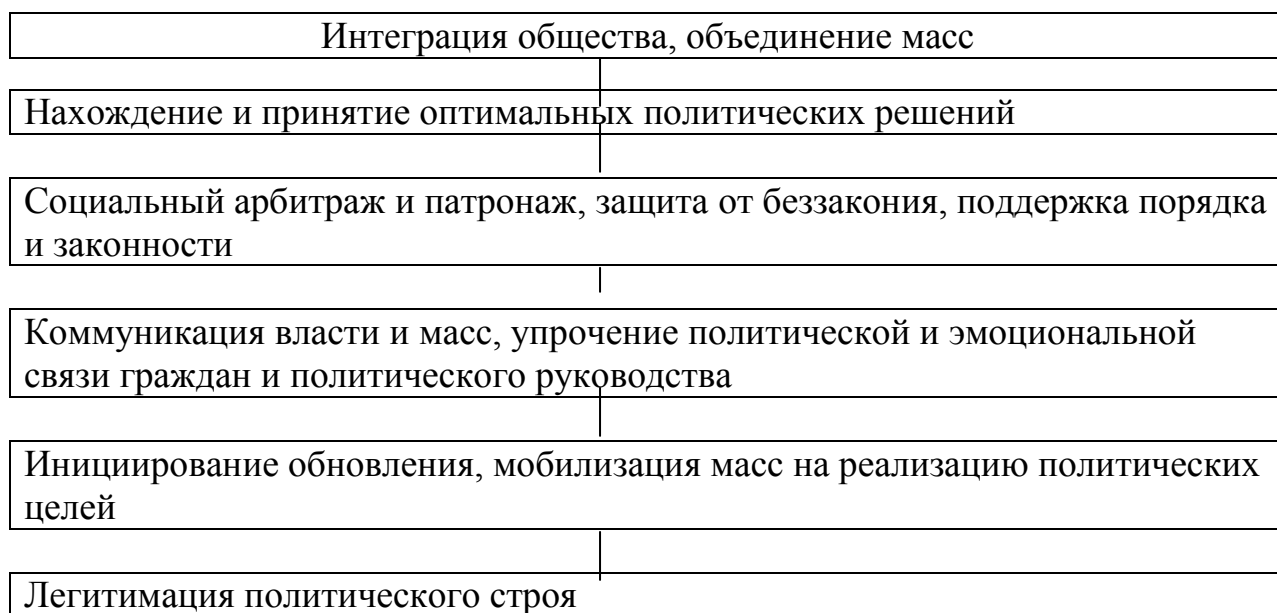 Интеграция общества, объединение масс
Нахождение и принятие оптимальных политических решений
Социальный арбитраж и патронаж, защита от беззакония, поддержка порядка
и законности
Коммуникация власти и масс, упрочение политической и эмоциональной
связи граждан и политического руководства
Инициирование обновления, мобилизация масс на реализацию политических
целей
Легитимация политического строя